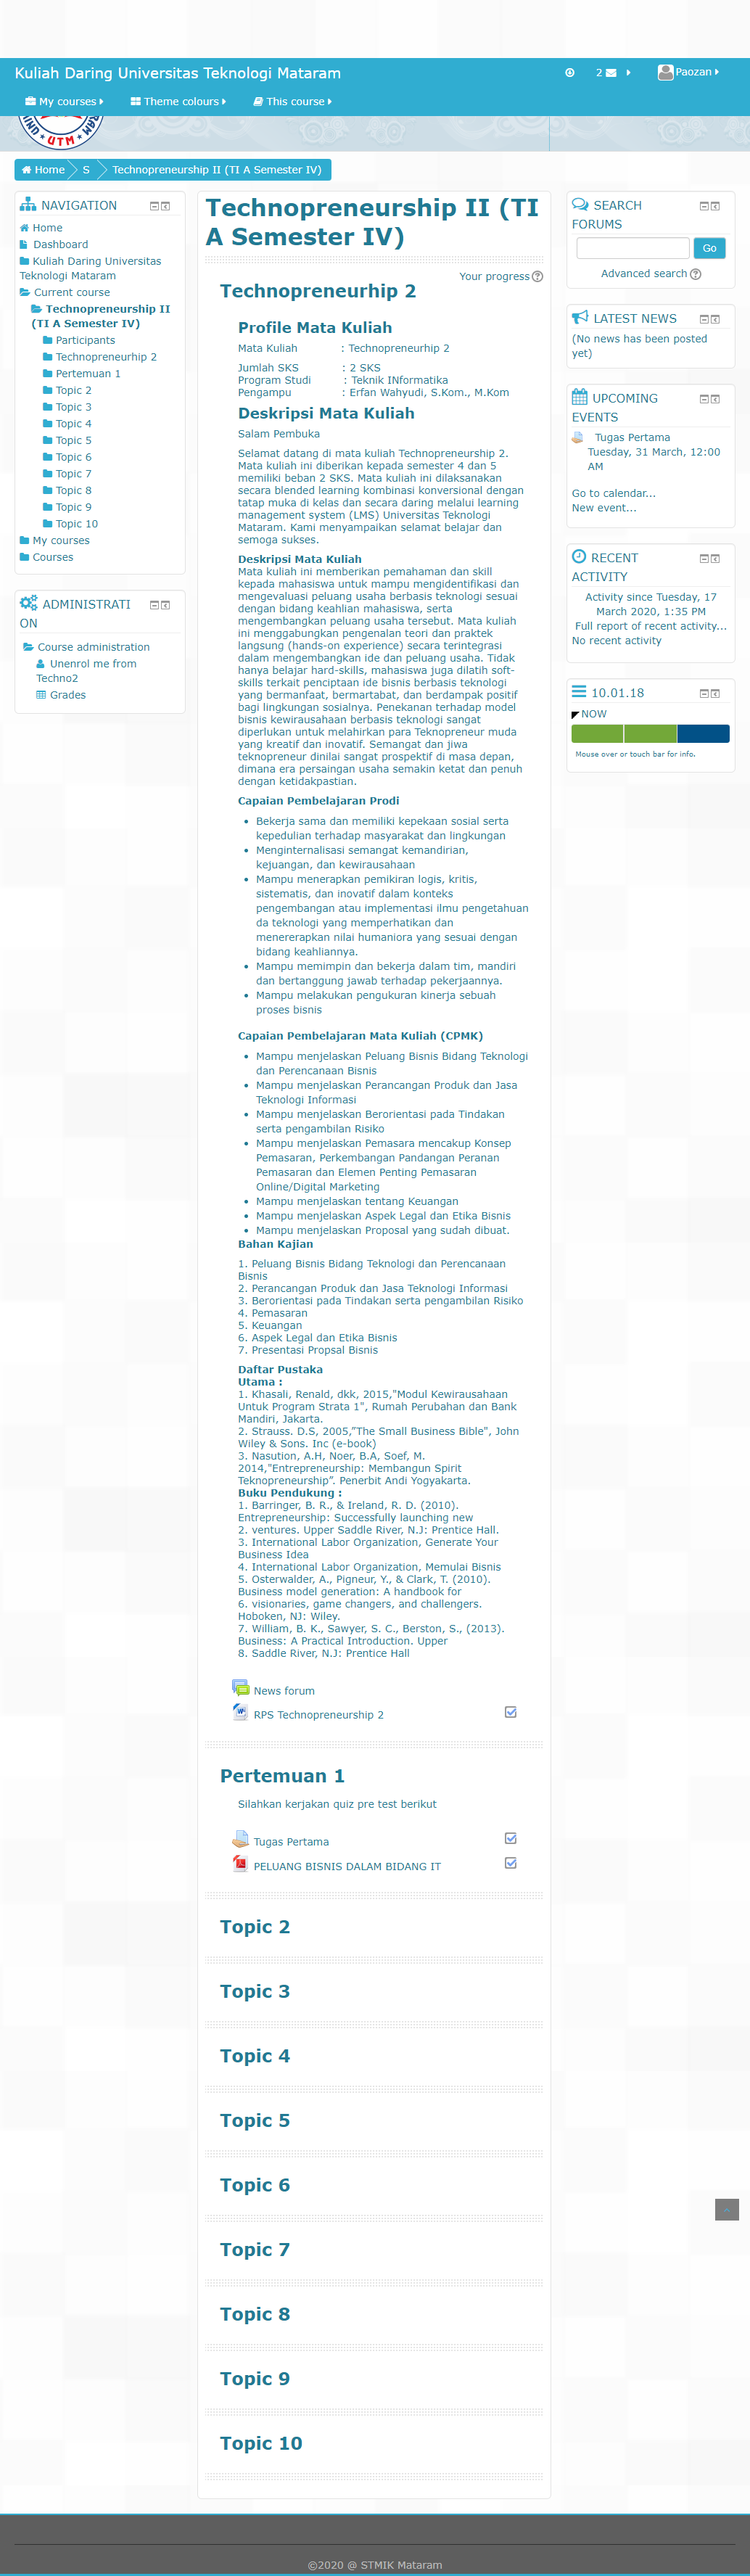 Kuliah Daring Universitas Teknologi Mataram
2
Paozan
My courses
Theme colours
This course
UTM
Home
S
Technopreneurship II (TI A Semester IV)
NAVIGATION
Home
Dashboard
Kuliah Daring Universitas
Teknologi Mataram
Current course
Technopreneurship II
(TI A Semester IV)
Participants
Technopreneurhip 2
Pertemuan 1
Topic 2
Topic 3
Topic 4
Topic 5
Topic 6
Topic 7
Topic 8
Topic 9
Topic 10
My courses
Courses
ADMINISTRATI
ON
Course administration
Unenrol me from
Techno2
Grades
Technopreneurship II (TI
A Semester IV)
Your progress
Technopreneurhip 2
Profile Mata Kuliah
Mata Kuliah : Technopreneurhip 2
Jumlah SKS : 2 SKS
Program Studi : Teknik INformatika
Pengampu : Erfan Wahyudi, S.Kom., M.Kom
Deskripsi Mata Kuliah
Salam Pembuka
Selamat datang di mata kuliah Technopreneurship 2.
Mata kuliah ini diberikan kepada semester 4 dan 5
memiliki beban 2 SKS. Mata kuliah ini dilaksanakan
secara blended learning kombinasi konversional dengan
tatap muka di kelas dan secara daring melalui learning
management system (LMS) Universitas Teknologi
Mataram. Kami menyampaikan selamat belajar dan
semoga sukses.
Deskripsi Mata Kuliah
Mata kuliah ini memberikan pemahaman dan skill
kepada mahasiswa untuk mampu mengidentifikasi dan
mengevaluasi peluang usaha berbasis teknologi sesuai
dengan bidang keahlian mahasiswa, serta
mengembangkan peluang usaha tersebut. Mata kuliah
ini menggabungkan pengenalan teori dan praktek
langsung (hands-on experience) secara terintegrasi
dalam mengembangkan ide dan peluang usaha. Tidak
hanya belajar hard-skills, mahasiswa juga dilatih soft-
skills terkait penciptaan ide bisnis berbasis teknologi
yang bermanfaat, bermartabat, dan berdampak positif
bagi lingkungan sosialnya. Penekanan terhadap model
bisnis kewirausahaan berbasis teknologi sangat
diperlukan untuk melahirkan para Teknopreneur muda
yang kreatif dan inovatif. Semangat dan jiwa
teknopreneur dinilai sangat prospektif di masa depan,
dimana era persaingan usaha semakin ketat dan penuh
dengan ketidakpastian.
Capaian Pembelajaran Prodi
• Bekerja sama dan memiliki kepekaan sosial serta
kepedulian terhadap masyarakat dan lingkungan
• Menginternalisasi semangat kemandirian,
kejuangan, dan kewirausahaan
• Mampu menerapkan pemikiran logis, kritis,
sistematis, dan inovatif dalam konteks
pengembangan atau implementasi ilmu pengetahuan
da teknologi yang memperhatikan dan
menererapkan nilai humaniora yang sesuai dengan
bidang keahliannya.
• Mampu memimpin dan bekerja dalam tim, mandiri
dan bertanggung jawab terhadap pekerjaannya.
• Mampu melakukan pengukuran kinerja sebuah
proses bisnis
Capaian Pembelajaran Mata Kuliah (CPMK)
• Mampu menjelaskan Peluang Bisnis Bidang Teknologi
dan Perencanaan Bisnis
• Mampu menjelaskan Perancangan Produk dan Jasa
Teknologi Informasi
• Mampu menjelaskan Berorientasi pada Tindakan
serta pengambilan Risiko
• Mampu menjelaskan Pemasara mencakup Konsep
Pemasaran, Perkembangan Pandangan Peranan
Pemasaran dan Elemen Penting Pemasaran
Online/Digital Marketing
• Mampu menjelaskan tentang Keuangan
• Mampu menjelaskan Aspek Legal dan Etika Bisnis
• Mampu menjelaskan Proposal yang sudah dibuat.
Bahan Kajian
1. Peluang Bisnis Bidang Teknologi dan Perencanaan
Bisnis
2. Perancangan Produk dan Jasa Teknologi Informasi
3. Berorientasi pada Tindakan serta pengambilan Risiko
4. Pemasaran
5. Keuangan
6. Aspek Legal dan Etika Bisnis
7. Presentasi Propsal Bisnis
Daftar Pustaka
Utama :
1. Khasali, Renald, dkk, 2015,"Modul Kewirausahaan
Untuk Program Strata 1", Rumah Perubahan dan Bank
Mandiri, Jakarta.
2. Strauss. D.S, 2005,"The Small Business Bible", John
Wiley & Sons. Inc (e-book)
3. Nasution, A.H, Noer, B.A, Soef, M.
2014,"Entrepreneurship: Membangun Spirit
Teknopreneurship”. Penerbit Andi Yogyakarta.
Buku Pendukung :
1. Barringer, B. R., & Ireland, R. D. (2010).
Entrepreneurship: Successfully launching new
2. ventures. Upper Saddle River, N.J: Prentice Hall.
3. International Labor Organization, Generate Your
Business Idea
4. International Labor Organization, Memulai Bisnis
5. Osterwalder, A., Pigneur, Y., & Clark, T. (2010).
Business model generation: A handbook for
6. visionaries, game changers, and challengers.
Hoboken, NJ: Wiley.
7. William, B. K., Sawyer, S. C., Berston, S., (2013).
Business: A Practical Introduction. Upper
8. Saddle River, N.J: Prentice Hall
News forum
RPS Technopreneurship 2
Pertemuan 1
Silahkan kerjakan quiz pre test berikut
Tugas Pertama
PELUANG BISNIS DALAM BIDANG IT
Topic 2
Topic 3
Topic 4
Topic 5
Topic 6
Topic 7
Topic 8
Topic 9
Topic 10
SEARCH
FORUMS
Go
Advanced search
LATEST NEWS
(No news has been posted
yet)
UPCOMING
EVENTS
Tugas Pertama
Tuesday, 31 March, 12:00
AM
Go to calendar...
New event...
RECENT
ACTIVITY
Activity since Tuesday, 17
March 2020, 1:35 PM
Full report of recent activity...
No recent activity
10.01.18
NOW
Mouse over or touch bar for info.
©2020 @ STMIK Mataram